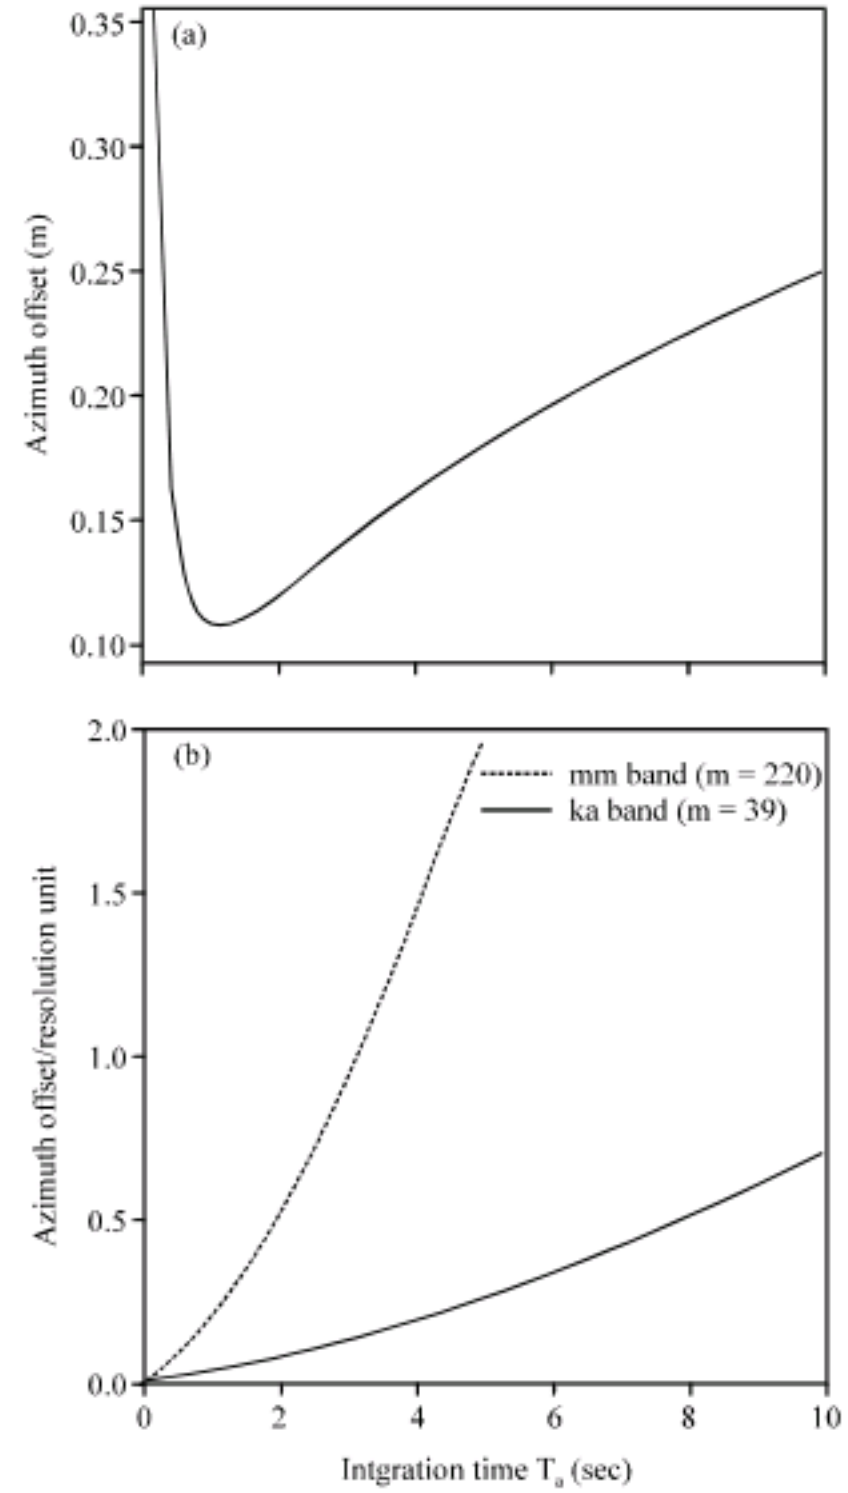 (a)
0.35
0.30
0.25
0.20
0.15
0.10
Azimuth offset (m)
(b)
mm band (m = 220)
ka band (m = 39)
2.0
1.5
1.0
0.5
0.0
Azimuth offset/resolution unit
0 2 4 6 8 10
Intgration time Ta (sec)